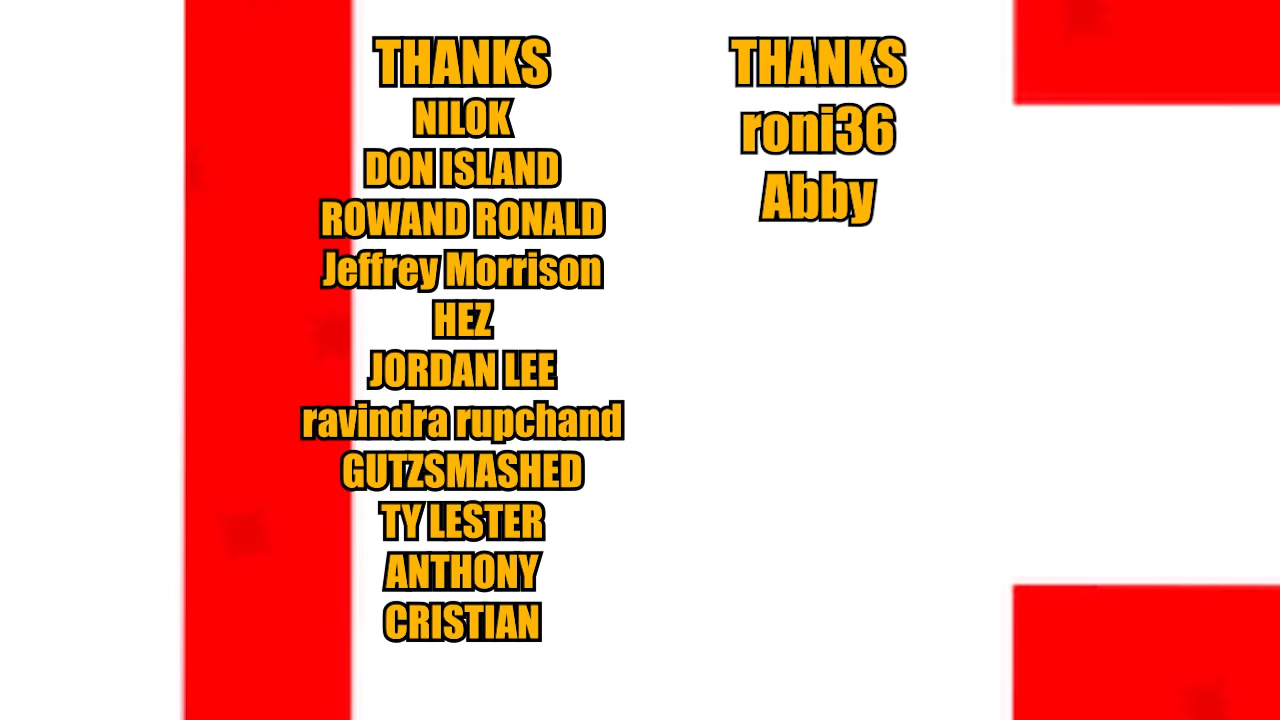 THANKS
NILOK
DON ISLAND
ROWAND RONALD
Jeffrey Morrison
HEZ
JORDAN LEE
ravindra rupchand
GUTZSMASHED
TY LESTER
ANTHONY
CRISTIAN
THANKS
roni36
Abby